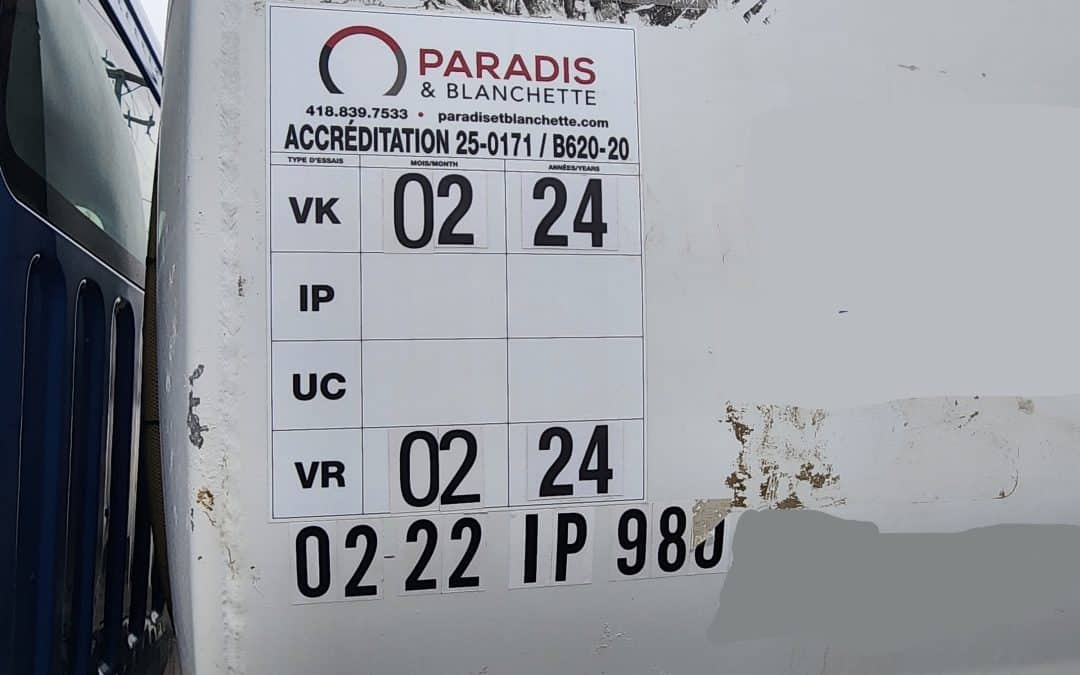 PARADIS
& BLANCHETTE
418.839.7533 • paradisetblanchette.com
ACCRÉDITATION 25-0171 / B620-20
TYPE D'ESSAIS MOIS/MONTH ANNÉES/YEARS
VK 02 24
IP
UC
VR 02 24
02-22 IP 980